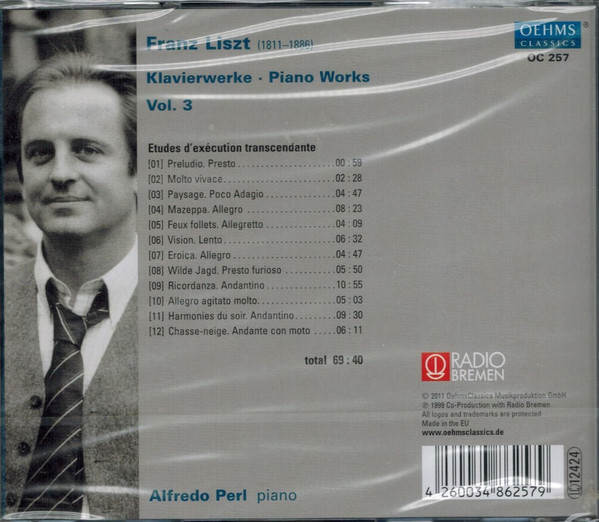 Franz Liszt (1811–1886)
OEHMS
CLASSICS
OC 257
Klavierwerke · Piano Works
Vol. 3
Etudes d'exécution transcendante
[01] Preludio. Presto 00 : 59
[02] Molto vivace 02 : 28
[03] Paysage. Poco Adagio 04 : 47
[04] Mazeppa. Allegro 08 : 23
[05] Feux follets. Allegretto 04 : 09
[06] Vision. Lento 06 : 32
[07] Eroica. Allegro 04 : 47
[08] Wilde Jagd. Presto furioso 05 : 50
[09] Ricordanza. Andantino 10 : 55
[10] Allegro agitato molto 05 : 03
[11] Harmonies du soir. Andantino 09 : 30
[12] Chasse-neige. Andante con moto 06 : 11
total 69 : 40
RADIO
BREMEN
© 2011 OehmsClassics Musikproduktion GmbH
℗ 1999 Co-Production with Radio Bremen
All logos and trademarks are protected
Made in the EU
www.oehmsclassics.de
Alfredo Perl piano
4 260034 862579
LC 12424